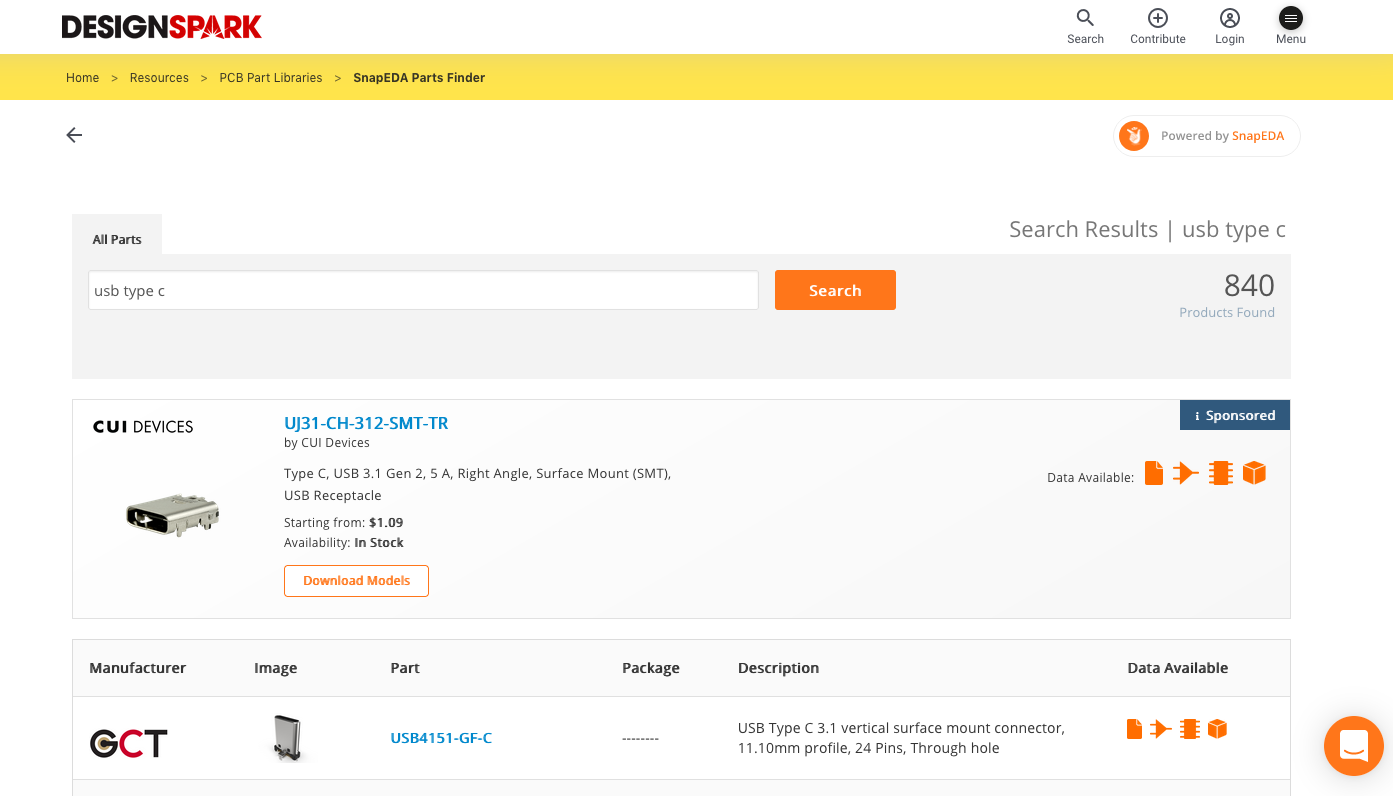 DESIGNSPARK
Search
Contribute
Login
Menu
Home > Resources > PCB Part Libraries > SnapEDA Parts Finder
Powered by SnapEDA
All Parts
Search Results | usb type c
usb type c
Search
840
Products Found
CUI DEVICES
UJ31-CH-312-SMT-TR
by CUI Devices
i Sponsored
Type C, USB 3.1 Gen 2, 5 A, Right Angle, Surface Mount (SMT),
USB Receptacle
Data Available:
Starting from: $1.09
Availability: In Stock
Download Models
Manufacturer Image Part Package Description Data Available
GCT
USB4151-GF-C
--------
USB Type C 3.1 vertical surface mount connector,
11.10mm profile, 24 Pins, Through hole